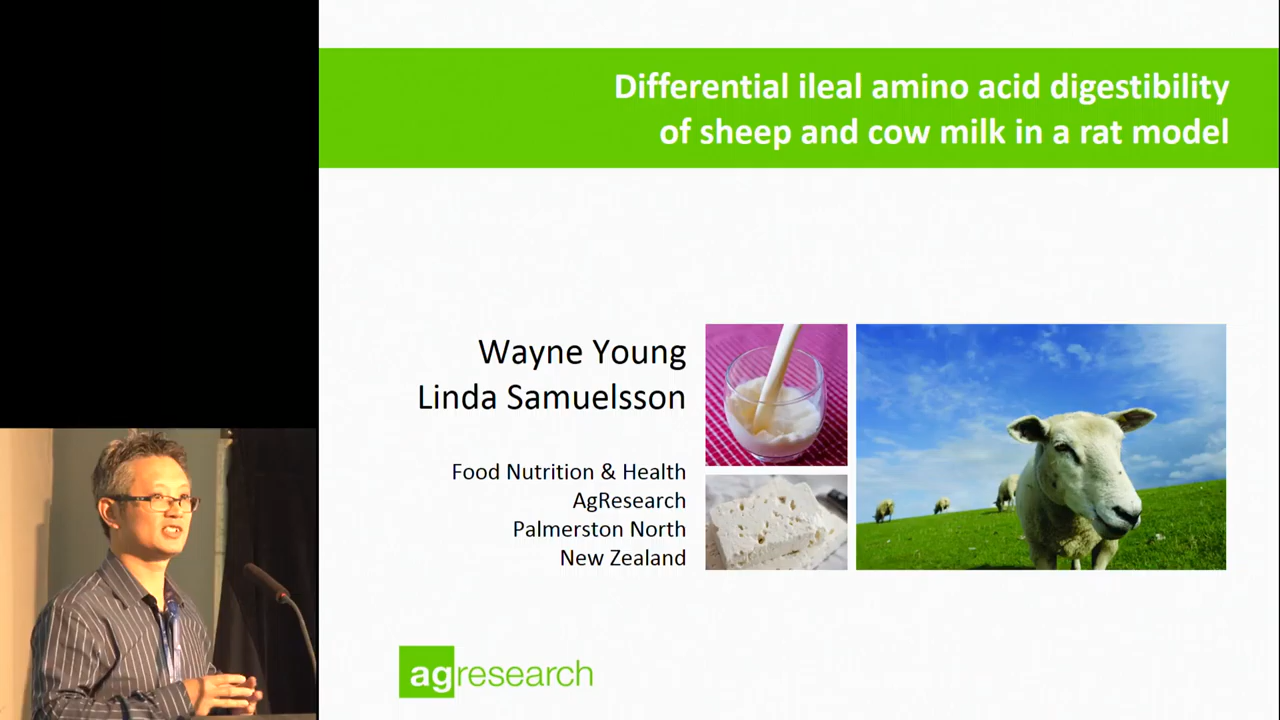 Differential ileal amino acid digestibility
of sheep and cow milk in a rat model
Wayne Young
Linda Samuelsson
Food Nutrition & Health
AgResearch
Palmerston North
New Zealand
agresearch